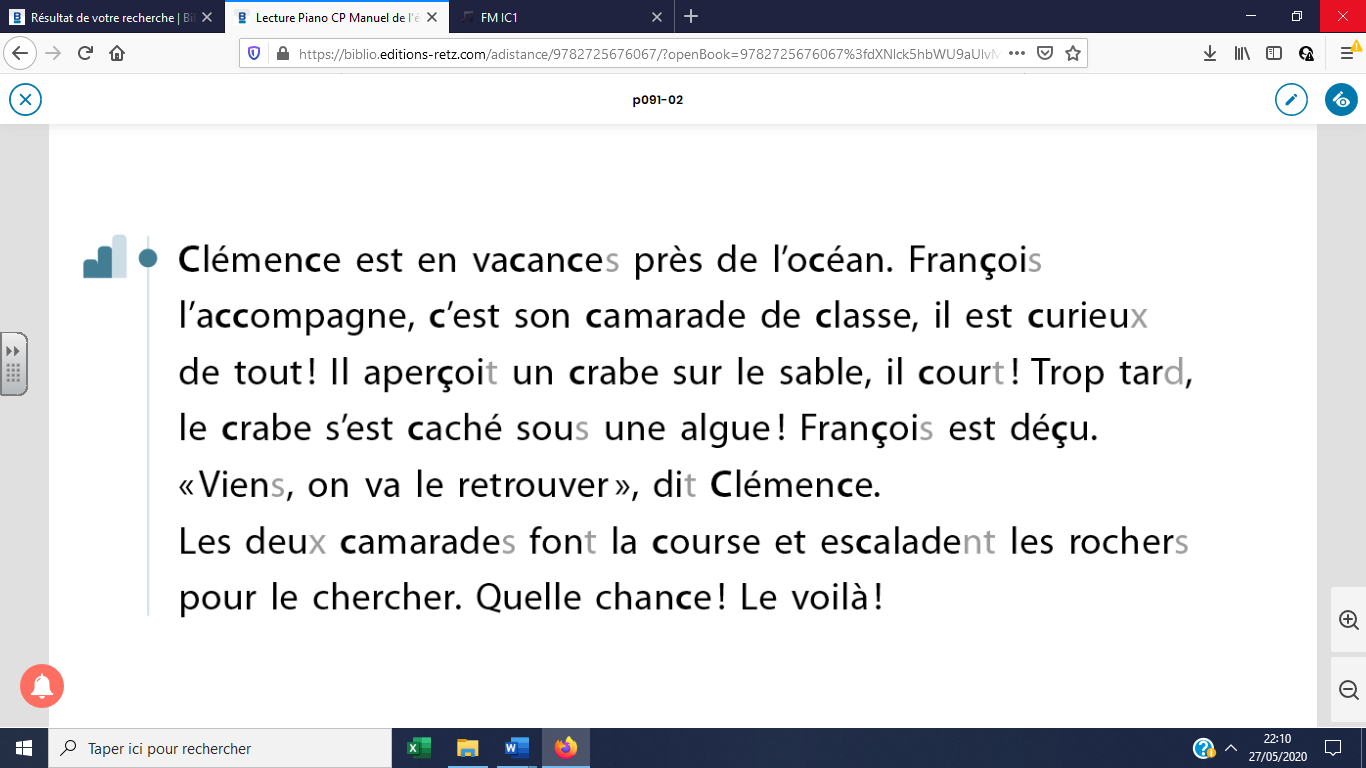 Résultat de votre recherche | Bi
Lecture Piano CP Manuel de l'é
FM IC1
https://biblio.editions-retz.com/adistance/9782725676067/?openBook=9782725676067%3fdXNlck5hbWU9aUlvM
p091-02
Clémence est en vacances près de l'océan. François
l'accompagne, c'est son camarade de classe, il est curieux
de tout ! Il aperçoit un crabe sur le sable, il court ! Trop tard,
le crabe s'est caché sous une algue ! François est déçu.
« Viens, on va le retrouver », dit Clémence.
Les deux camarades font la course et escaladent les rochers
pour le chercher. Quelle chance ! Le voilà !
Taper ici pour rechercher
22:10
27/05/2020